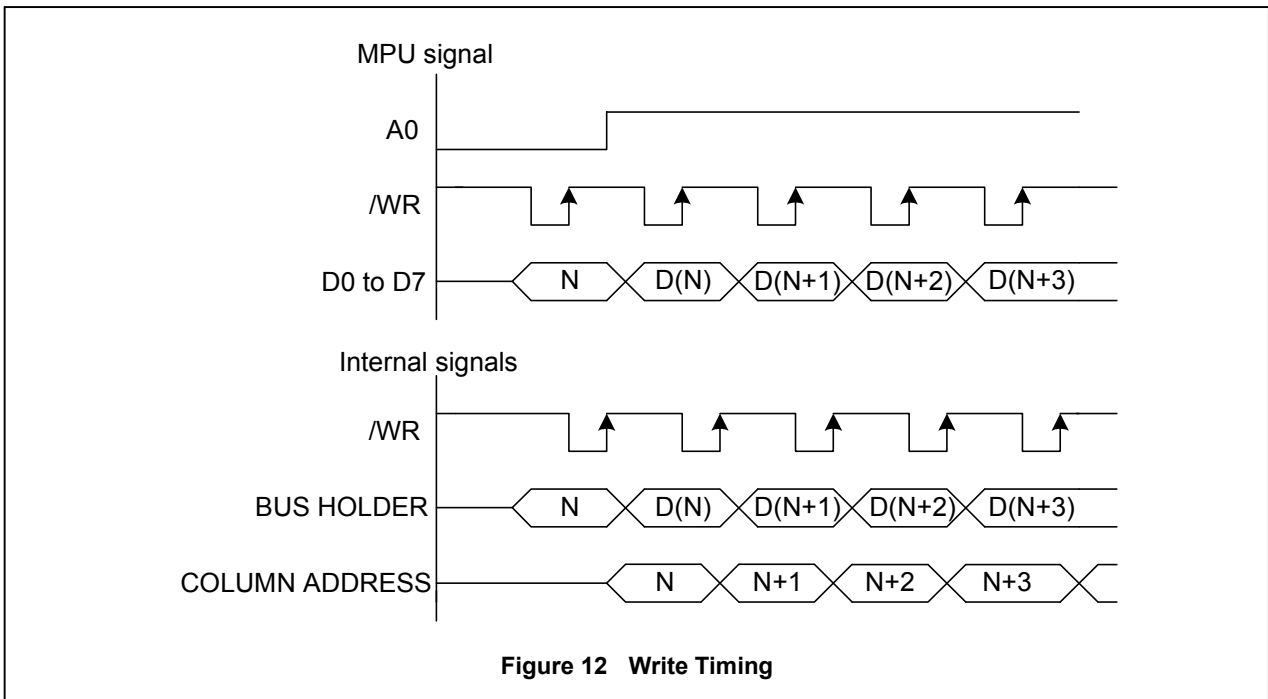 MPU signal
A0
/WR
D0 to D7 N D(N) D(N+1) D(N+2) D(N+3)
Internal signals
/WR
BUS HOLDER N D(N) D(N+1) D(N+2) D(N+3)
COLUMN ADDRESS N N+1 N+2 N+3
Figure 12 Write Timing